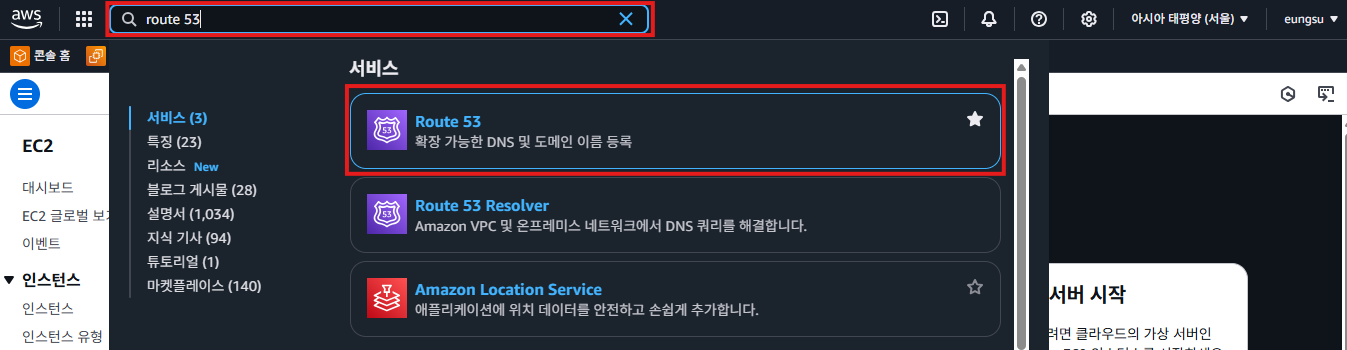 aws
route 53
아시아 태평양 (서울)
eungsu
콘솔 홈
EC2
대시보드
EC2 글로벌 보
이벤트
인스턴스
인스턴스
인스턴스 유형
서비스 (3)
특징 (23)
리소스 New
블로그 게시물 (28)
설명서 (1,034)
지식 기사 (94)
튜토리얼 (1)
마켓플레이스 (140)
서비스
53
Route 53
확장 가능한 DNS 및 도메인 이름 등록
53
Route 53 Resolver
Amazon VPC 및 온프레미스 네트워크에서 DNS 쿼리를 해결합니다.
Amazon Location Service
애플리케이션에 위치 데이터를 안전하고 손쉽게 추가합니다.
서버 시작
려면 클라우드의 가상 서버인